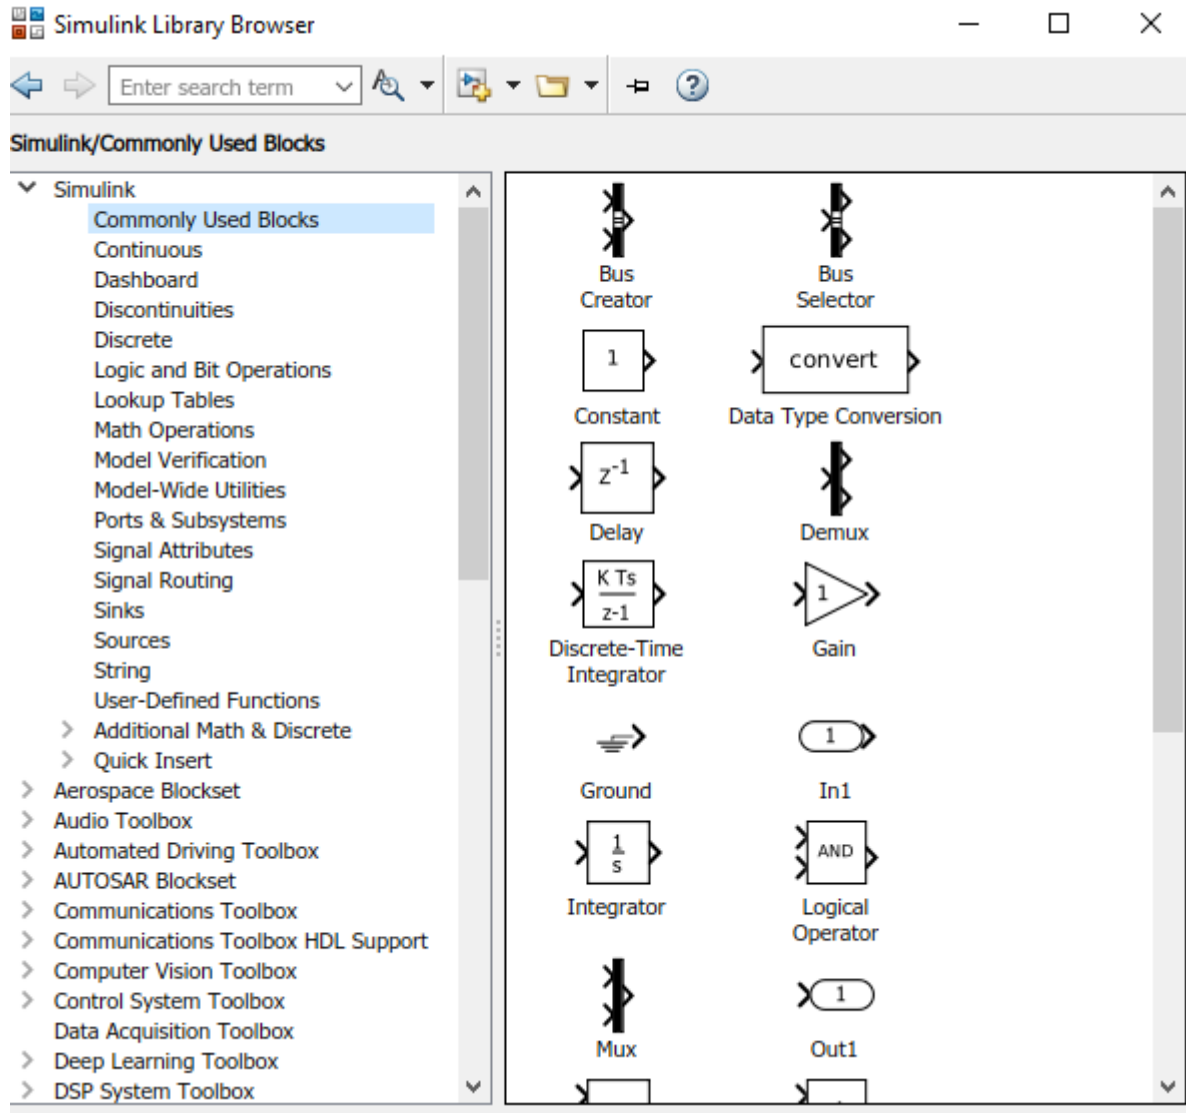 Simulink Library Browser
Enter search term
Simulink/Commonly Used Blocks
Simulink
Commonly Used Blocks
Continuous
Dashboard
Discontinuities
Discrete
Logic and Bit Operations
Lookup Tables
Math Operations
Model Verification
Model-Wide Utilities
Ports & Subsystems
Signal Attributes
Signal Routing
Sinks
Sources
String
User-Defined Functions
Additional Math & Discrete
Quick Insert
Aerospace Blockset
Audio Toolbox
Automated Driving Toolbox
AUTOSAR Blockset
Communications Toolbox
Communications Toolbox HDL Support
Computer Vision Toolbox
Control System Toolbox
Data Acquisition Toolbox
Deep Learning Toolbox
DSP System Toolbox
Bus
Creator
Bus
Selector
1
Constant
convert
Data Type Conversion
z⁻¹
Delay
Demux
K Ts
z-1
Discrete-Time
Integrator
1
Gain
Ground
1
In1
1
s
Integrator
AND
Logical
Operator
Mux
1
Out1